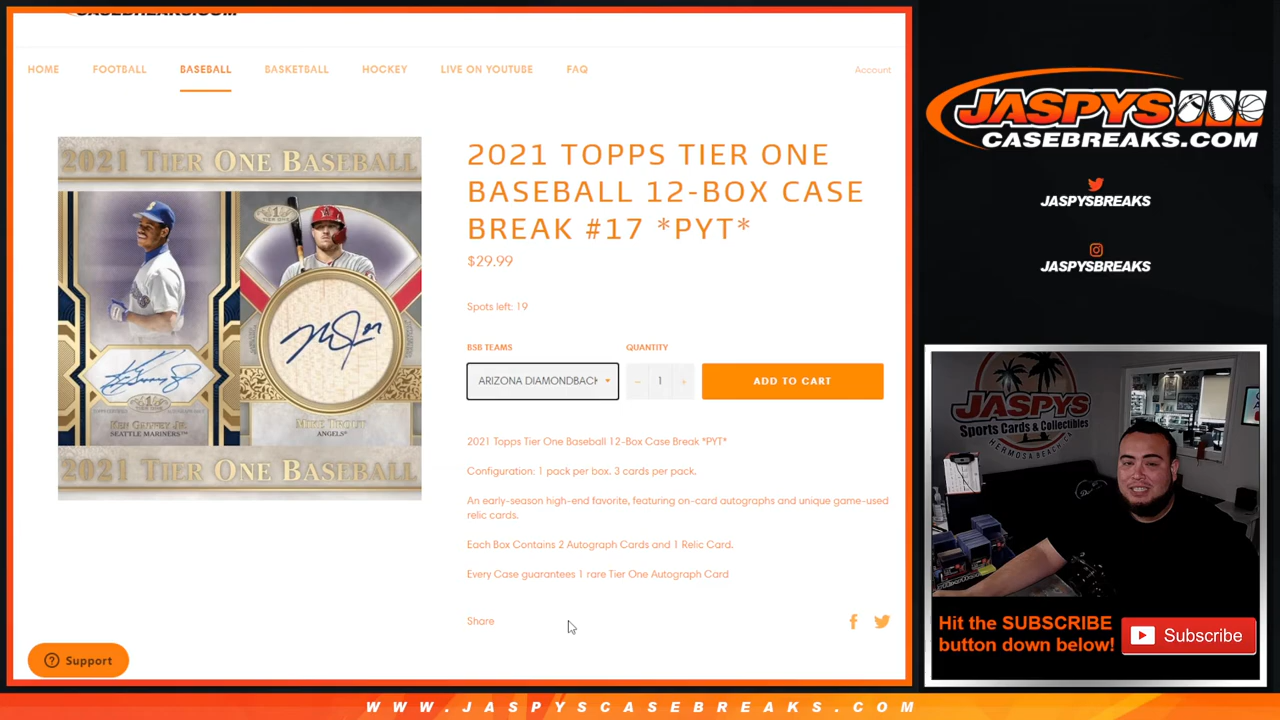 HOME FOOTBALL BASEBALL BASKETBALL HOCKEY LIVE ON YOUTUBE FAQ Account
2021 TIER ONE BASEBALL
KEN GRIFFEY JR.
SEATTLE MARINERS™
MIKE TROUT
ANGELS®
2021 TIER ONE BASEBALL
2021 TOPPS TIER ONE
BASEBALL 12-BOX CASE
BREAK #17 *PYT*
$29.99
Spots left: 19
BSB TEAMS QUANTITY
ARIZONA DIAMONDBACK - 1 + ADD TO CART
2021 Topps Tier One Baseball 12-Box Case Break *PYT*
Configuration: 1 pack per box. 3 cards per pack.
An early-season high-end favorite, featuring on-card autographs and unique game-used
relic cards.
Each Box Contains 2 Autograph Cards and 1 Relic Card.
Every Case guarantees 1 rare Tier One Autograph Card
Share
Support
JASPYS
CASEBREAKS.COM
JASPYSBREAKS
JASPYSBREAKS
JASPYS
Sports Cards & Collectibles
HERMOSA BEACH CA
Hit the SUBSCRIBE
button down below!
Subscribe
WWW.JASPYSCASEBREAKS.COM